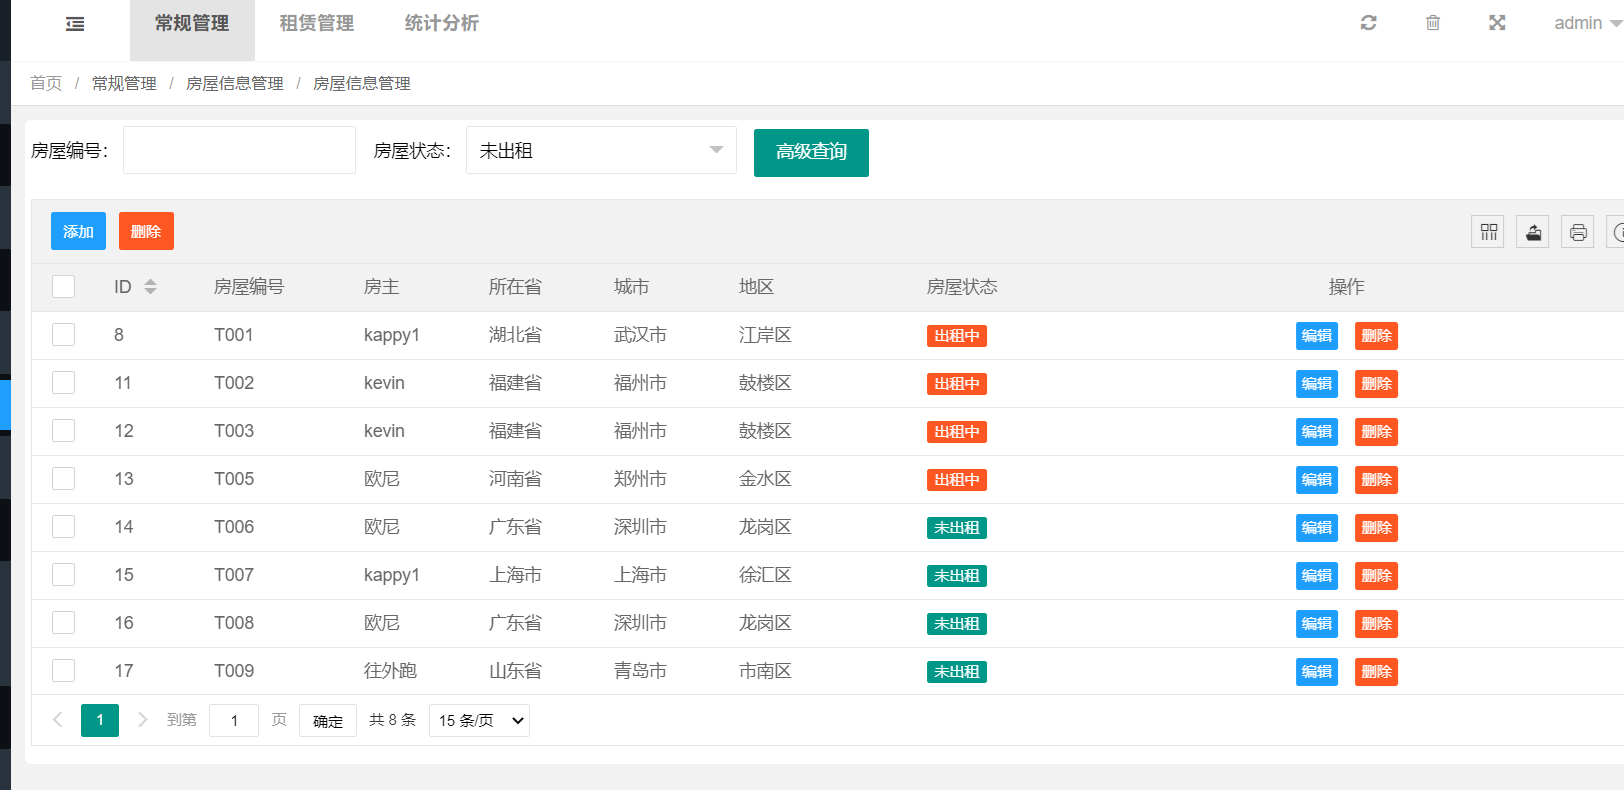 常规管理 租赁管理 统计分析 admin
首页 / 常规管理 / 房屋信息管理 / 房屋信息管理
房屋编号: 房屋状态: 未出租 高级查询
添加 删除
ID 房屋编号 房主 所在省 城市 地区 房屋状态 操作
8 T001 kappy1 湖北省 武汉市 江岸区 出租中 编辑 删除
11 T002 kevin 福建省 福州市 鼓楼区 出租中 编辑 删除
12 T003 kevin 福建省 福州市 鼓楼区 出租中 编辑 删除
13 T005 欧尼 河南省 郑州市 金水区 出租中 编辑 删除
14 T006 欧尼 广东省 深圳市 龙岗区 未出租 编辑 删除
15 T007 kappy1 上海市 上海市 徐汇区 未出租 编辑 删除
16 T008 欧尼 广东省 深圳市 龙岗区 未出租 编辑 删除
17 T009 往外跑 山东省 青岛市 市南区 未出租 编辑 删除
1 到第 1 页 确定 共 8 条 15 条/页